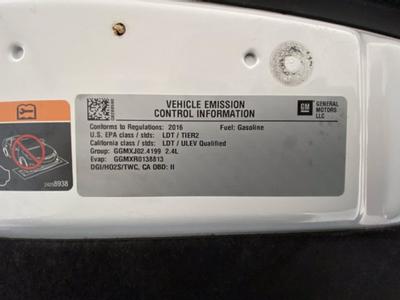 VEHICLE EMISSION
CONTROL INFORMATION
GM
GENERAL
MOTORS
LLC
Conforms to Regulations: 2016 Fuel: Gasoline
U.S. EPA class / stds: LDT / TIER2
California class / stds: LDT / ULEV Qualified
Group: GGMXJ02.4199 2.4L
Evap: GGMXR0138813
DGI/HO2S/TWC, CA OBD: II